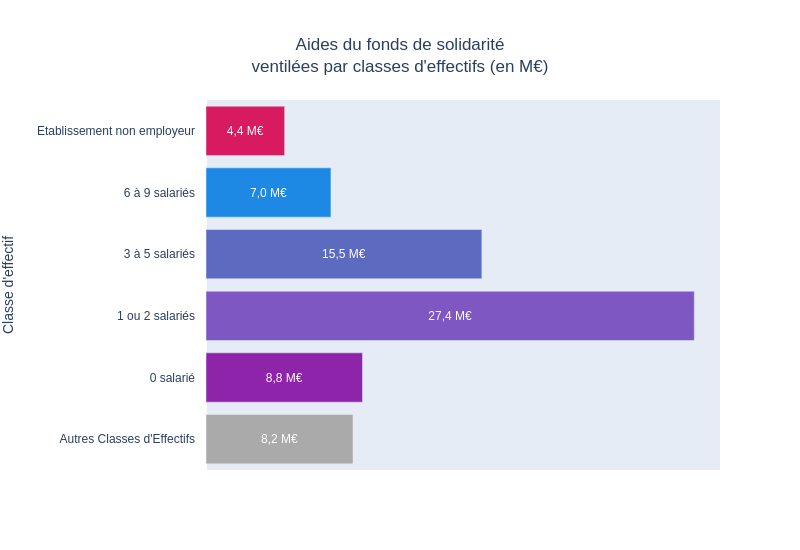 Aides du fonds de solidarité
ventilées par classes d'effectifs (en M€)
Classe d'effectif
Etablissement non employeur
4,4 M€
6 à 9 salariés
7,0 M€
3 à 5 salariés
15,5 M€
1 ou 2 salariés
27,4 M€
0 salarié
8,8 M€
Autres Classes d'Effectifs
8,2 M€